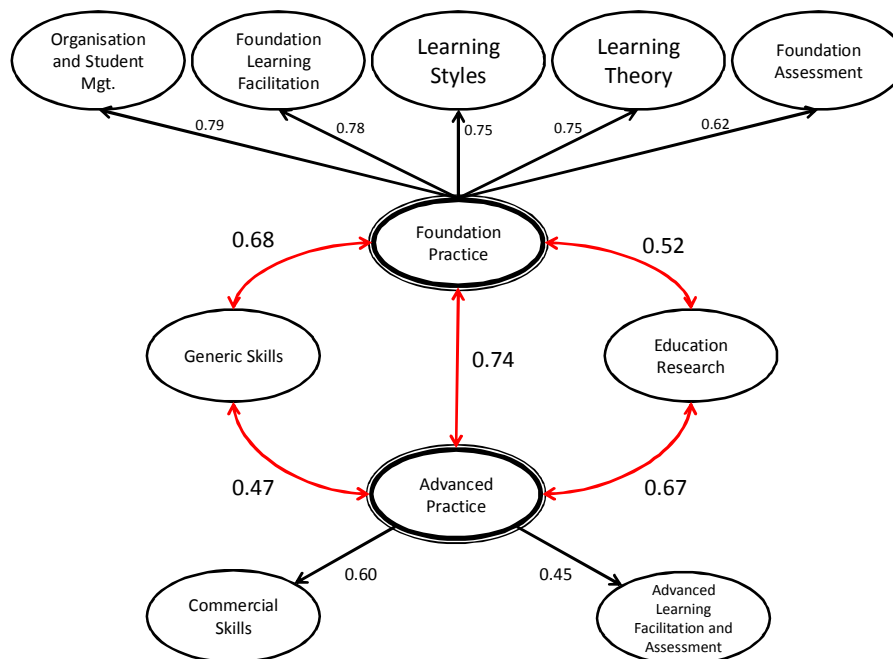 Organisation
and Student
Mgt.
Foundation
Learning
Facilitation
Learning
Styles
Learning
Theory
Foundation
Assessment
0.79
0.78
0.75
0.75
0.62
Foundation
Practice
0.68
0.52
Generic Skills
0.74
Education
Research
0.47
0.67
Advanced
Practice
0.60
0.45
Commercial
Skills
Advanced
Learning
Facilitation and
Assessment